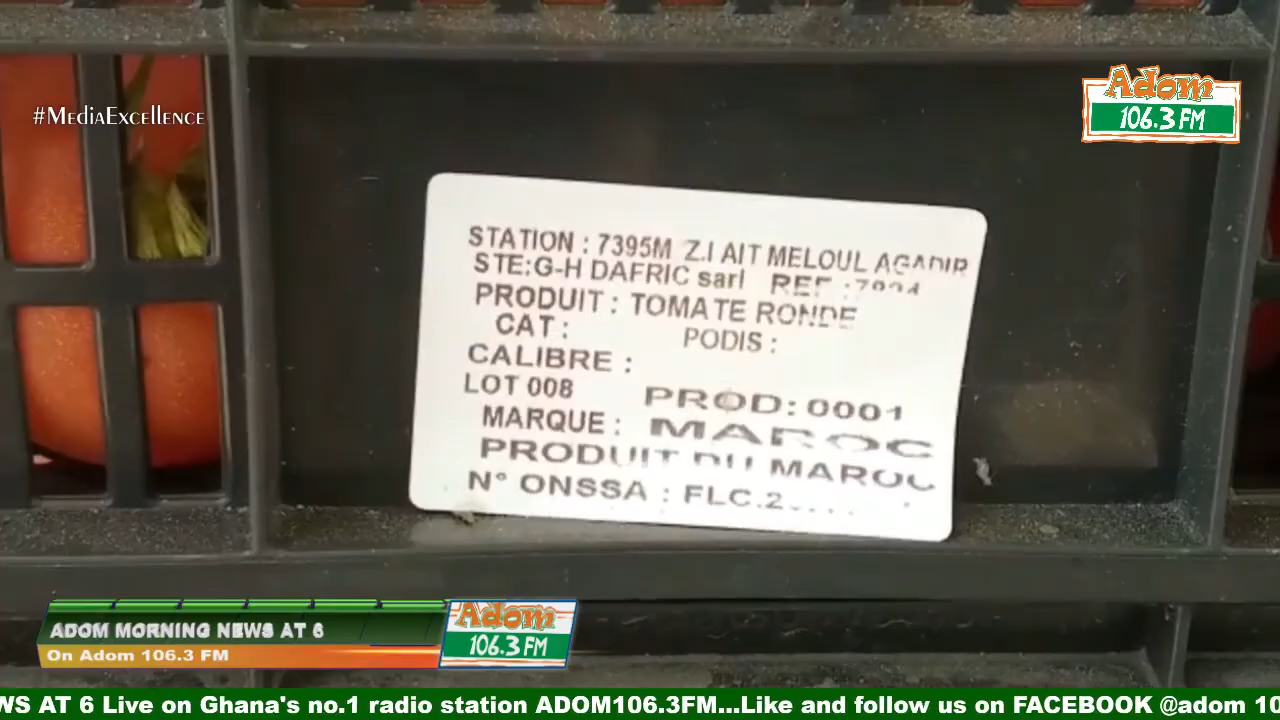 #MediaExcellence
Adom
106.3 FM
STATION : 7395M Z.I AIT MELOUL AGADIR
STE:G-H DAFRIC sarl REF :7924
PRODUIT : TOMATE RONDE
CAT : PODIS :
CALIBRE :
LOT 008 PROD: 0001
MARQUE : MAROC
PRODUIT DU MAROC
N° ONSSA : FLC.2
ADOM MORNING NEWS AT 6
On Adom 106.3 FM
Adom
106.3 FM
WS AT 6 Live on Ghana's no.1 radio station ADOM106.3FM...Like and follow us on FACEBOOK @adom 10